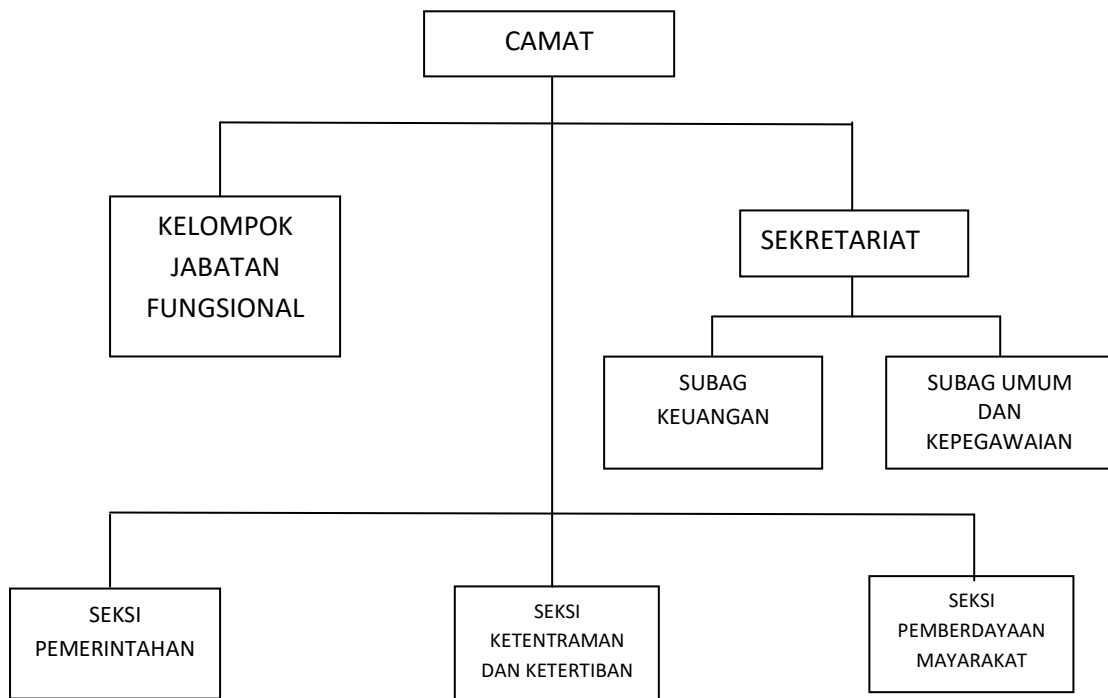 CAMAT
KELOMPOK
JABATAN
FUNGSIONAL
SEKRETARIAT
SUBAG
KEUANGAN
SUBAG UMUM
DAN
KEPEGAWAIAN
SEKSI
PEMERINTAHAN
SEKSI
KETENTRAMAN
DAN KETERTIBAN
SEKSI
PEMBERDAYAAN
MAYARAKAT